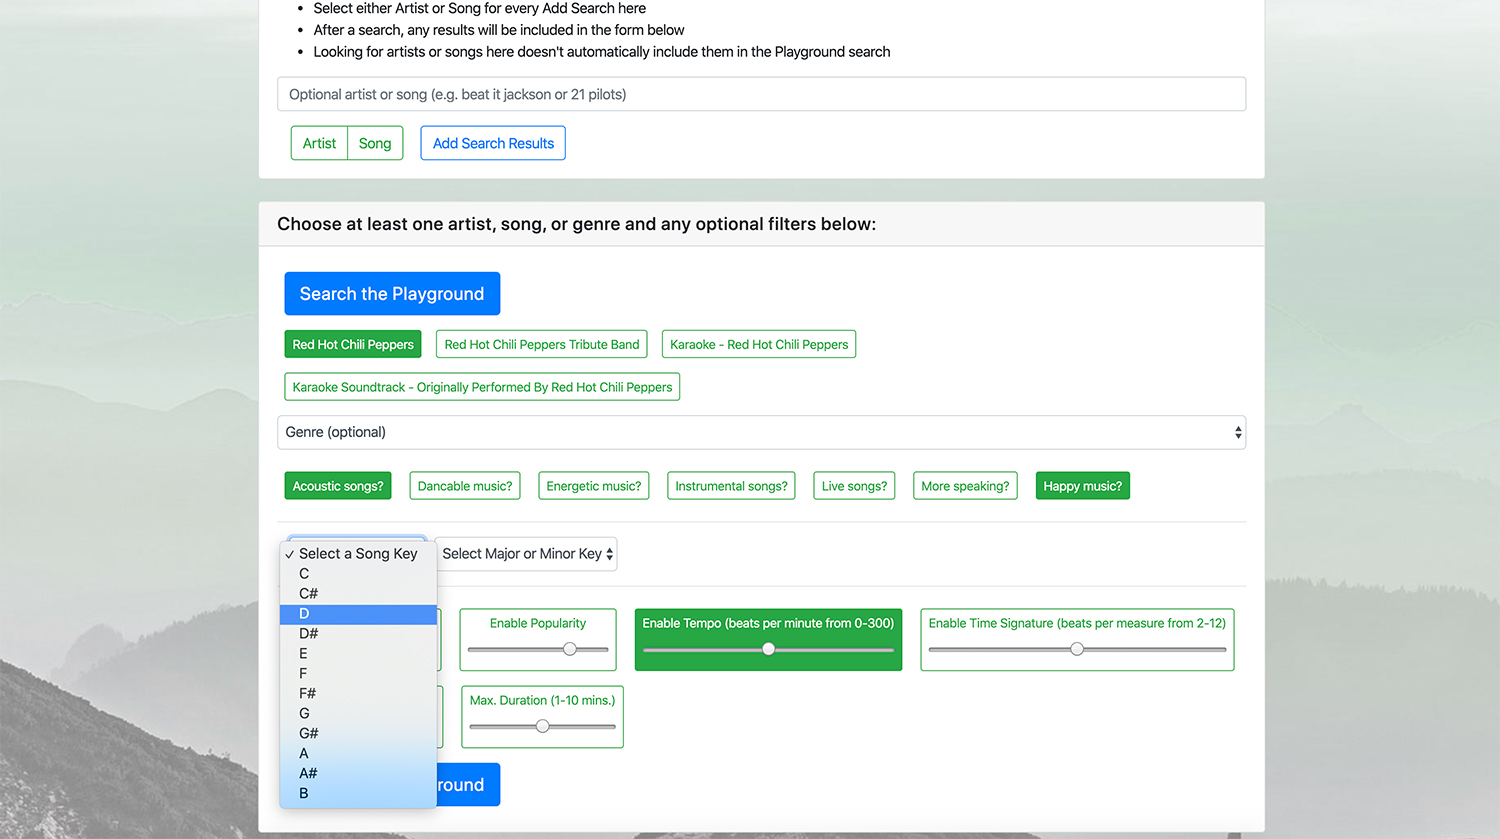 Select either Artist or Song for every Add Search here
After a search, any results will be included in the form below
Looking for artists or songs here doesn't automatically include them in the Playground search
Optional artist or song (e.g. beat it jackson or 21 pilots)
Artist Song Add Search Results
Choose at least one artist, song, or genre and any optional filters below:
Search the Playground
Red Hot Chili Peppers Red Hot Chili Peppers Tribute Band Karaoke - Red Hot Chili Peppers
Karaoke Soundtrack - Originally Performed By Red Hot Chili Peppers
Genre (optional)
Acoustic songs? Dancable music? Energetic music? Instrumental songs? Live songs? More speaking? Happy music?
✓ Select a Song Key Select Major or Minor Key
C
C#
D
D#
E
F
F#
G
G#
A
A#
B
Enable Popularity Enable Tempo (beats per minute from 0-300) Enable Time Signature (beats per measure from 2-12)
Max. Duration (1-10 mins.)
round